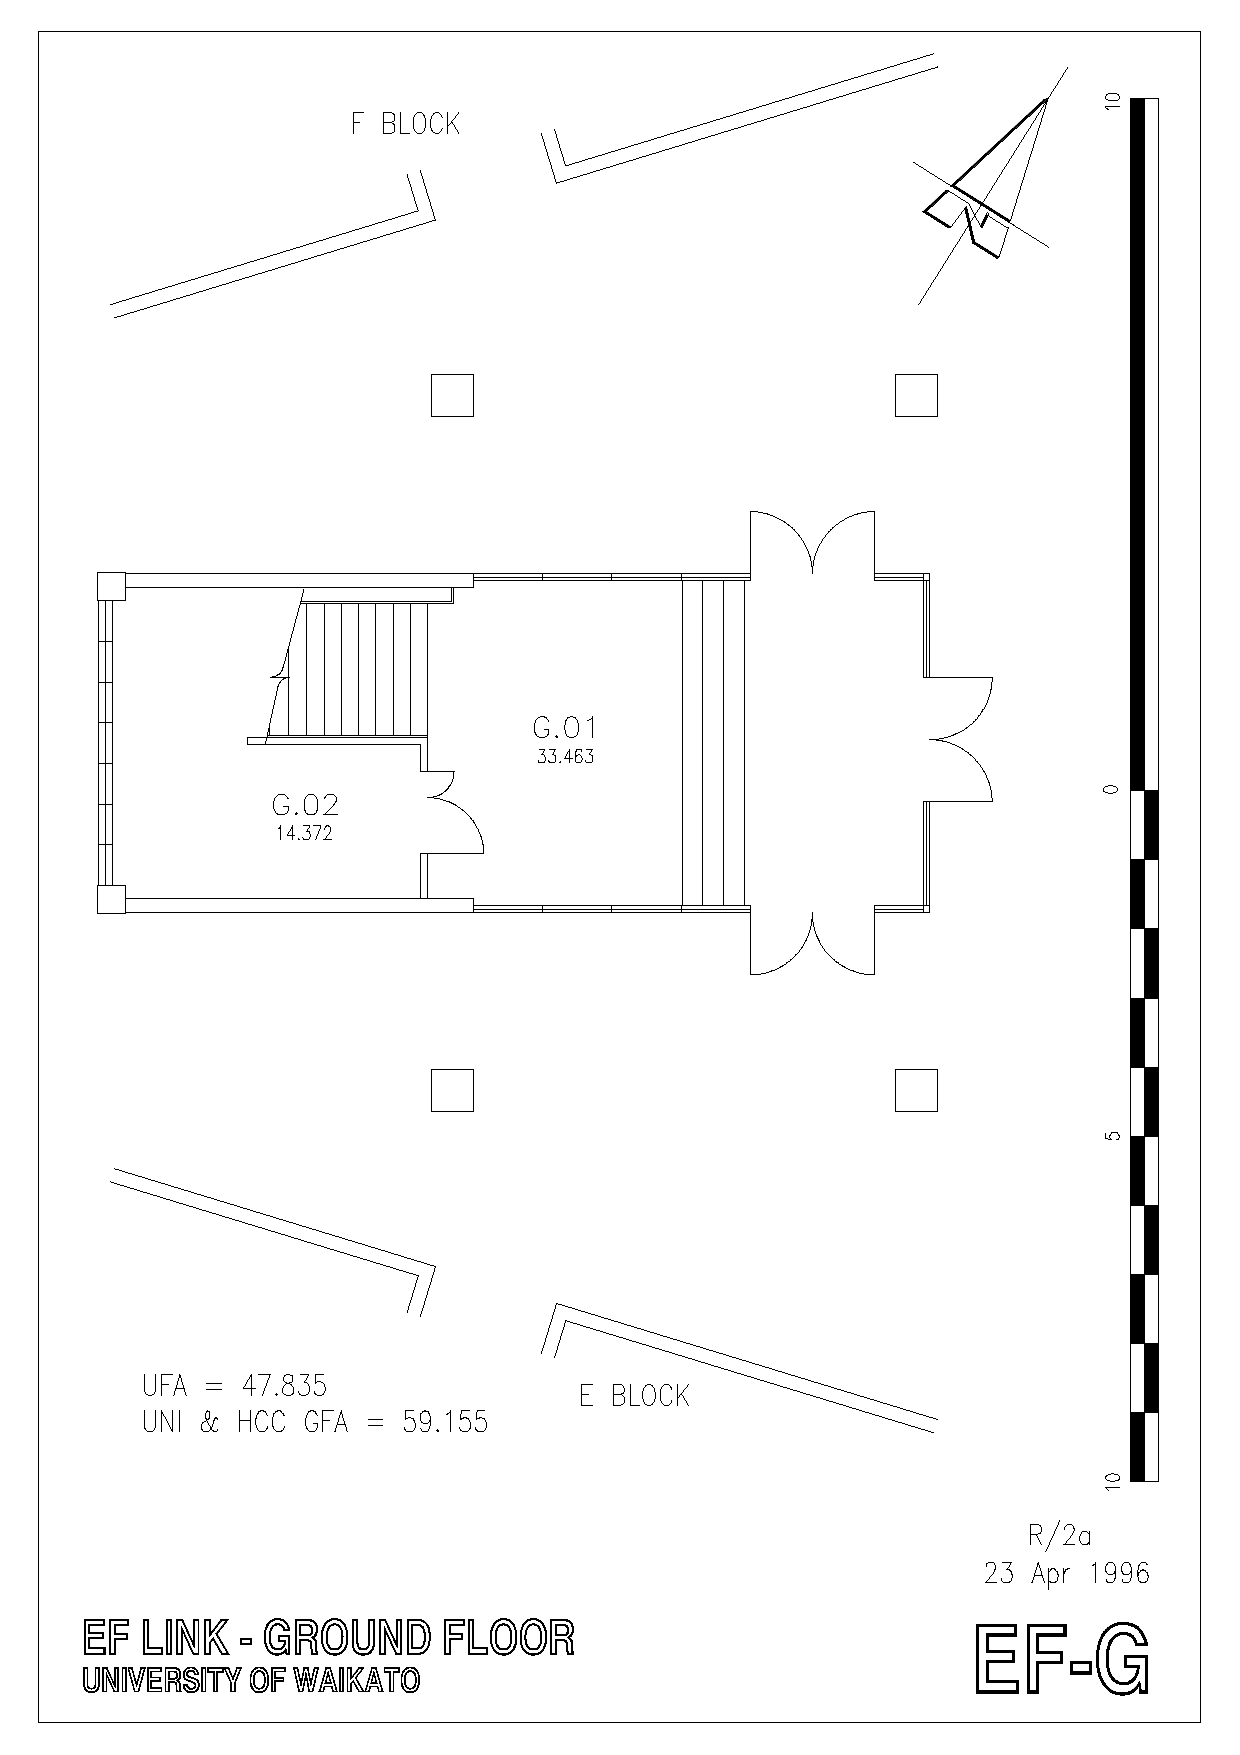 F BLOCK
10
0
5
10
G.01
33.463
G.02
14.372
UFA = 47.835
UNI & HCC GFA = 59.155
E BLOCK
R/2a
23 Apr 1996
EF LINK - GROUND FLOOR
UNIVERSITY OF WAIKATO
EF-G